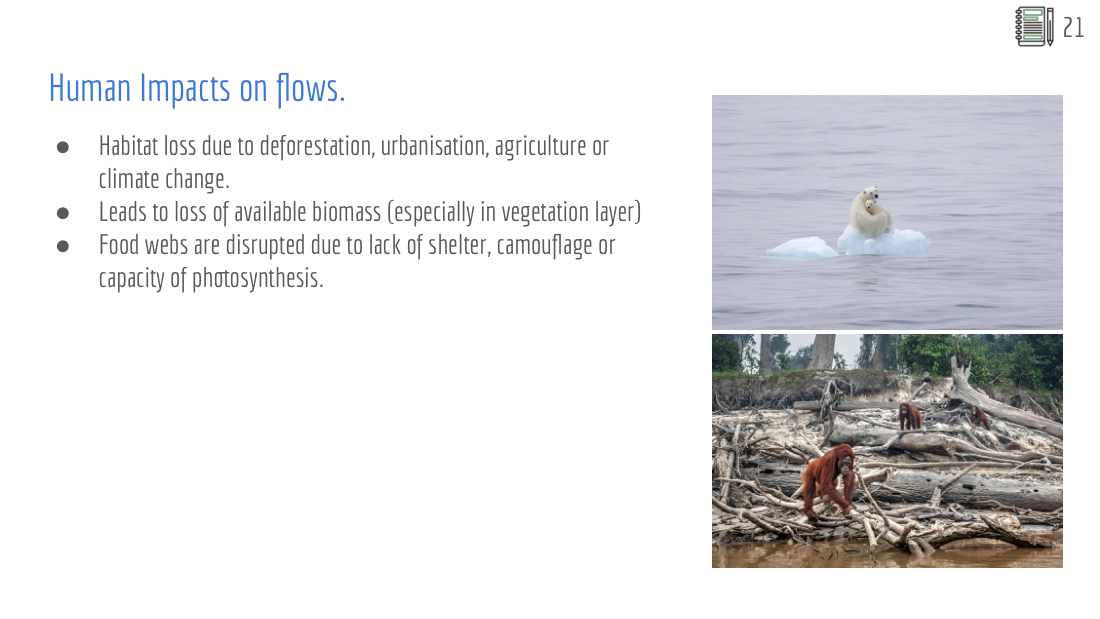 21
Human Impacts on flows.
● Habitat loss due to deforestation, urbanisation, agriculture or
climate change.
● Leads to loss of available biomass (especially in vegetation layer)
● Food webs are disrupted due to lack of shelter, camouflage or
capacity of photosynthesis.